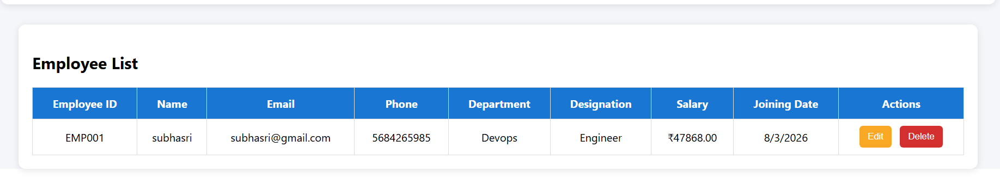 Employee List
Employee ID Name Email Phone Department Designation Salary Joining Date Actions
EMP001 subhasri subhasri@gmail.com 5684265985 Devops Engineer ₹47868.00 8/3/2026 Edit Delete